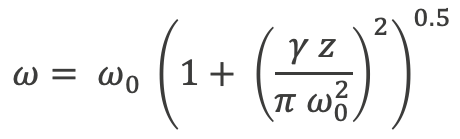 ω = ω₀ (1 + (γ z / π ω₀²)²)^0.5